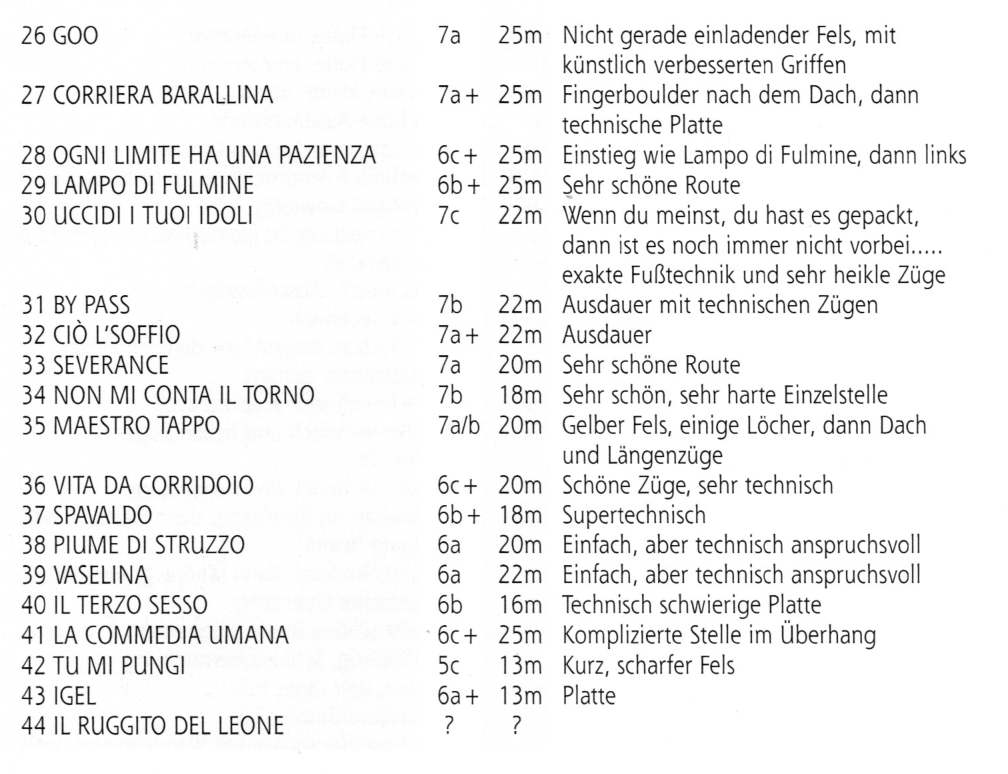 26 GOO 7a 25m Nicht gerade einladender Fels, mit
künstlich verbesserten Griffen
27 CORRIERA BARALLINA 7a+ 25m Fingerboulder nach dem Dach, dann
technische Platte
28 OGNI LIMITE HA UNA PAZIENZA 6c+ 25m Einstieg wie Lampo di Fulmine, dann links
29 LAMPO DI FULMINE 6b+ 25m Sehr schöne Route
30 UCCIDI I TUOI IDOLI 7c 22m Wenn du meinst, du hast es gepackt,
dann ist es noch immer nicht vorbei.....
exakte Fußtechnik und sehr heikle Züge
31 BY PASS 7b 22m Ausdauer mit technischen Zügen
32 CIÒ L'SOFFIO 7a+ 22m Ausdauer
33 SEVERANCE 7a 20m Sehr schöne Route
34 NON MI CONTA IL TORNO 7b 18m Sehr schön, sehr harte Einzelstelle
35 MAESTRO TAPPO 7a/b 20m Gelber Fels, einige Löcher, dann Dach
und Längenzüge
36 VITA DA CORRIDOIO 6c+ 20m Schöne Züge, sehr technisch
37 SPAVALDO 6b+ 18m Supertechnisch
38 PIUME DI STRUZZO 6a 20m Einfach, aber technisch anspruchsvoll
39 VASELINA 6a 22m Einfach, aber technisch anspruchsvoll
40 IL TERZO SESSO 6b 16m Technisch schwierige Platte
41 LA COMMEDIA UMANA 6c+ 25m Komplizierte Stelle im Überhang
42 TU MI PUNGI 5c 13m Kurz, scharfer Fels
43 IGEL 6a+ 13m Platte
44 IL RUGGITO DEL LEONE ? ?